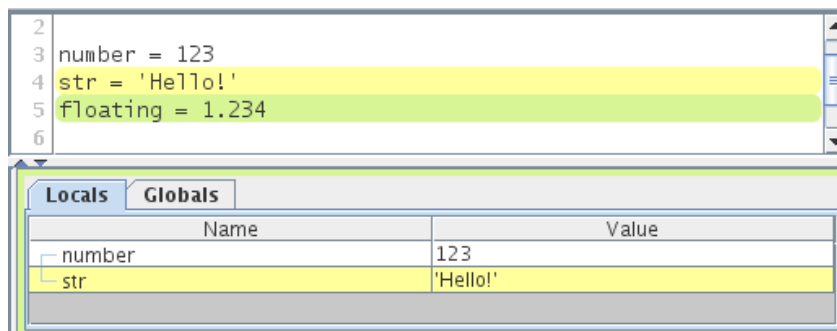 2
3 number = 123
4 str = 'Hello!'
5 floating = 1.234
6
Locals Globals
Name Value
number 123
str 'Hello!'